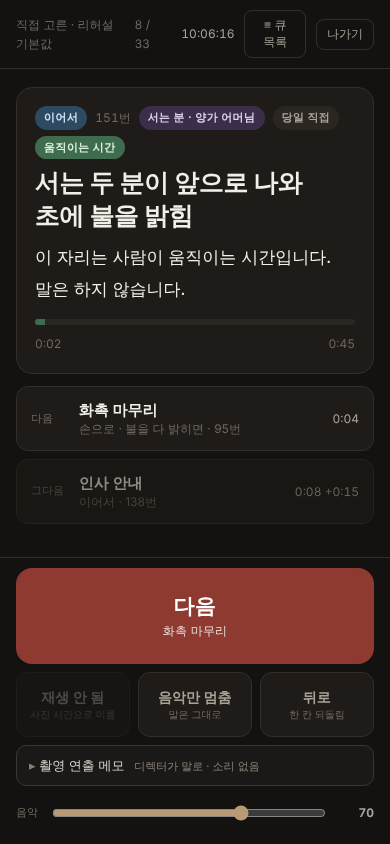 직접 고른 · 리허설 기본값
8 / 33
10:06:16
≡ 큐 목록
나가기
이어서 151번 서는 분 · 양가 어머님 당일 직접
움직이는 시간
서는 두 분이 앞으로 나와
초에 불을 밝힘
이 자리는 사람이 움직이는 시간입니다.
말은 하지 않습니다.
0:02 0:45
다음 화촉 마무리 0:04
손으로 · 불을 다 밝히면 · 95번
그다음 인사 안내 0:08 +0:15
이어서 · 138번
다음
화촉 마무리
재생 안 됨 음악만 멈춤 뒤로
사진 시간으로 미룸 말은 그대로 한 칸 되돌림
▸ 촬영 연출 메모 디렉터가 말로 · 소리 없음
음악 70